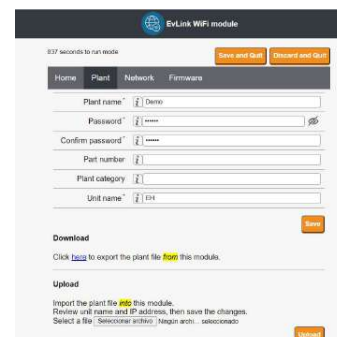 EvLink WiFi module
837 seconds to run mode
Save and Quit
Discard and Quit
Home Plant Network Firmware
Plant name* i Demo
Password* i ••••••
Confirm password* i ••••••
Part number i
Plant category i
Unit name* i EHI
Save
Download
Click here to export the plant file from this module.
Upload
Import the plant file into this module.
Review unit name and IP address, then save the changes.
Select a file Seleccionar archivo Ningún archi... seleccionado
Upload